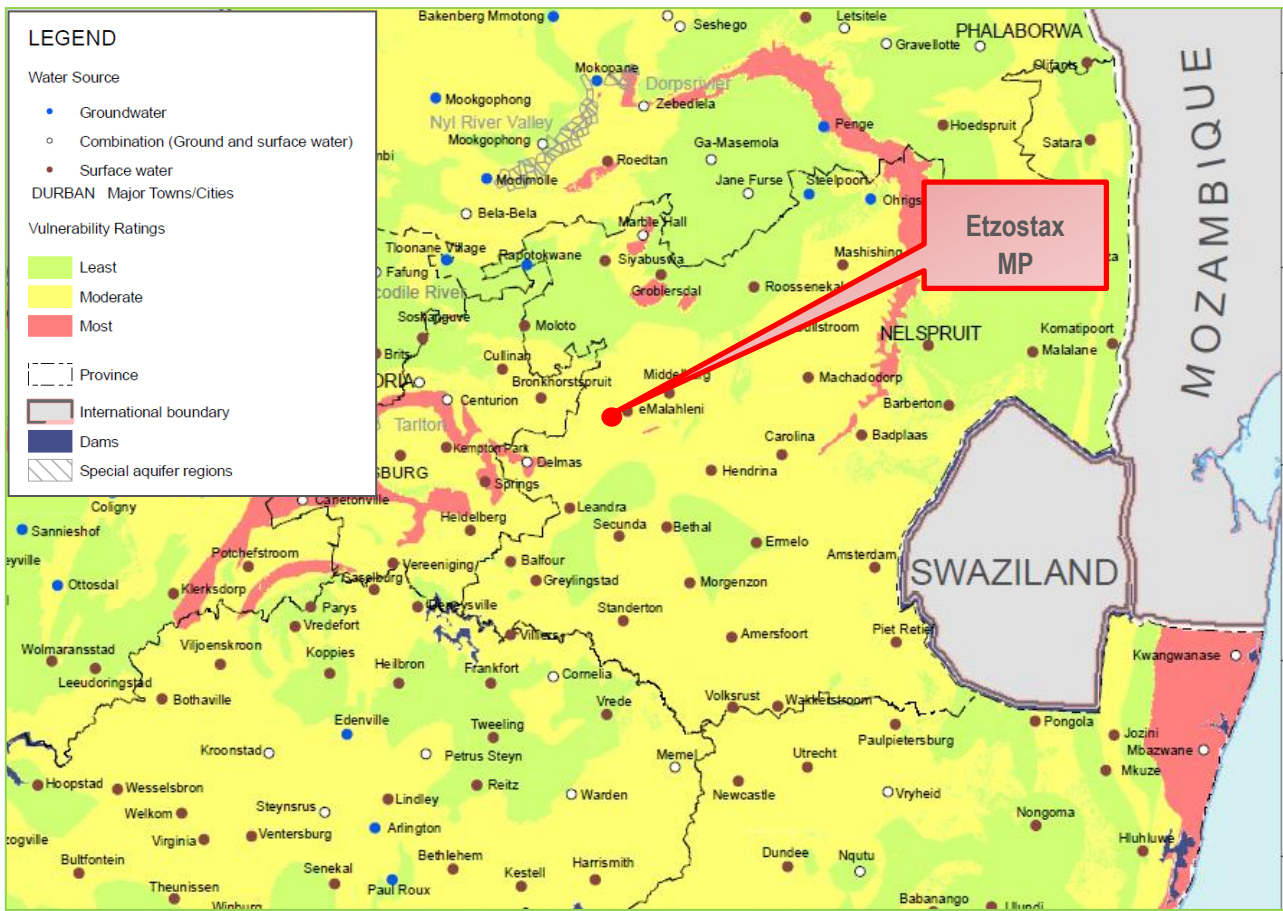 LEGEND
Water Source
Groundwater
Combination (Ground and surface water)
Surface water
DURBAN Major Towns/Cities
Vulnerability Ratings
Least
Moderate
Most
Province
International boundary
Dams
Special aquifer regions
Etzostax
MP
Bakenberg Mmotong
Seshego
Letsitele
Gravellotte
PHALABORWA
Olifants
MOZAMBIQUE
Mokopane
Dorpsrivier
Zebediela
Mookgophong
Nyl River Valley
Mookgophong
Penge
Hoedspruit
Satara
Ga-Masemola
Roedtan
Modimolle
Jane Furse
Steelpoort
Bela-Bela
Marble Hall
Tloonane Village
Rapotokwane
Siyabuswa
Mashishing
Fafung
Groblersdal
Roossenekal
Moloto
NELSPRUIT
Komatipoort
Malalane
Brits
Cullinan
Bronkhorstspruit
Machadodorp
Barberton
Centurion
eMalahleni
Tarlton
Carolina
Badplaas
Kempton Park
Delmas
Hendrina
Springs
Coligny
Leandra
Sannieshof
Heidelberg
Secunda
Bethal
Ermelo
Amsterdam
Potchefstroom
Vereeniging
Balfour
SWAZILAND
Ottosdal
Klerksdorp
Greylingstad
Morgenzon
Parys
Vredefort
Standerton
Amersfoort
Piet Retief
Villiers
Wolmaransstad
Viljoenskroon
Koppies
Heilbron
Frankfort
Cornelia
Kwangwanase
Leeudoringstad
Bothaville
Vrede
Volksrust
Wakkerstroom
Edenville
Tweeling
Paulpietersburg
Pongola
Jozini
Mbazwane
Kroonstad
Petrus Steyn
Memel
Utrecht
Mkuze
Hoopstad
Wesselsbron
Reitz
Newcastle
Vryheid
Welkom
Steynsrus
Lindley
Warden
Nongoma
Virginia
Ventersburg
Arlington
Hluhluwe
Bultfontein
Senekal
Bethlehem
Harrismith
Dundee
Nqutu
Theunissen
Paul Roux
Kestell
Babanango